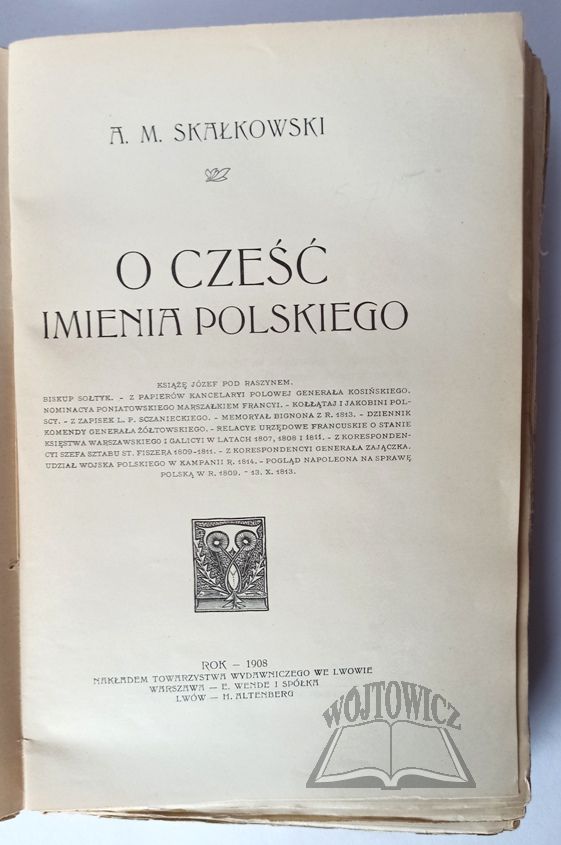 A. M. SKAŁKOWSKI
O CZEŚĆ
IMIENIA POLSKIEGO
KSIĄŻĘ JÓZEF POD RASZYNEM.
BISKUP SOŁTYK. - Z PAPIERÓW KANCELARYI POLOWEJ GENERAŁA KOSIŃSKIEGO.
NOMINACYA PONIATOWSKIEGO MARSZAŁKIEM FRANCYI. - KOŁŁĄTAJ I JAKOBINI POL-
SCY. - Z ZAPISEK L. P. SCZANIECKIEGO. - MEMORYAŁ BIGNONA Z R. 1813. - DZIENNIK
KOMENDY GENERAŁA ŻÓŁTOWSKIEGO. - RELACYE URZĘDOWE FRANCUSKIE O STANIE
KSIĘSTWA WARSZAWSKIEGO I GALICYI W LATACH 1807, 1808 I 1811. - Z KORESPONDEN-
CYI SZEFA SZTABU ST. FISZERA 1809-1811. - Z KORESPONDENCYI GENERAŁA ZAJĄCZKA.
UDZIAŁ WOJSKA POLSKIEGO W KAMPANII R. 1814. - POGLĄD NAPOLEONA NA SPRAWĘ
POLSKĄ W R. 1809. - 13. X. 1813.
ROK – 1908
NAKŁADEM TOWARZYSTWA WYDAWNICZEGO WE LWOWIE
WARSZAWA — E. WENDE I SPÓŁKA
LWÓW — H. ALTENBERG
WÓJTOWICZ